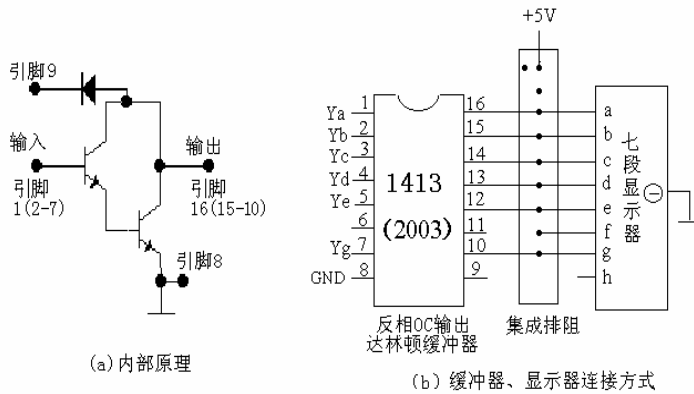 引脚9
输入
引脚
1(2-7)
输出
引脚
16(15-10)
引脚8
(a)内部原理
+5V
Ya 1
Yb 2
Yc 3
Yd 4
Ye 5
6
Yg 7
GND 8
1413
(2003)
16
15
14
13
12
11
10
9
反相OC输出
达林顿缓冲器
集成排阻
a
b
c
d
e
f
g
h
七段显示器
(b) 缓冲器、显示器连接方式